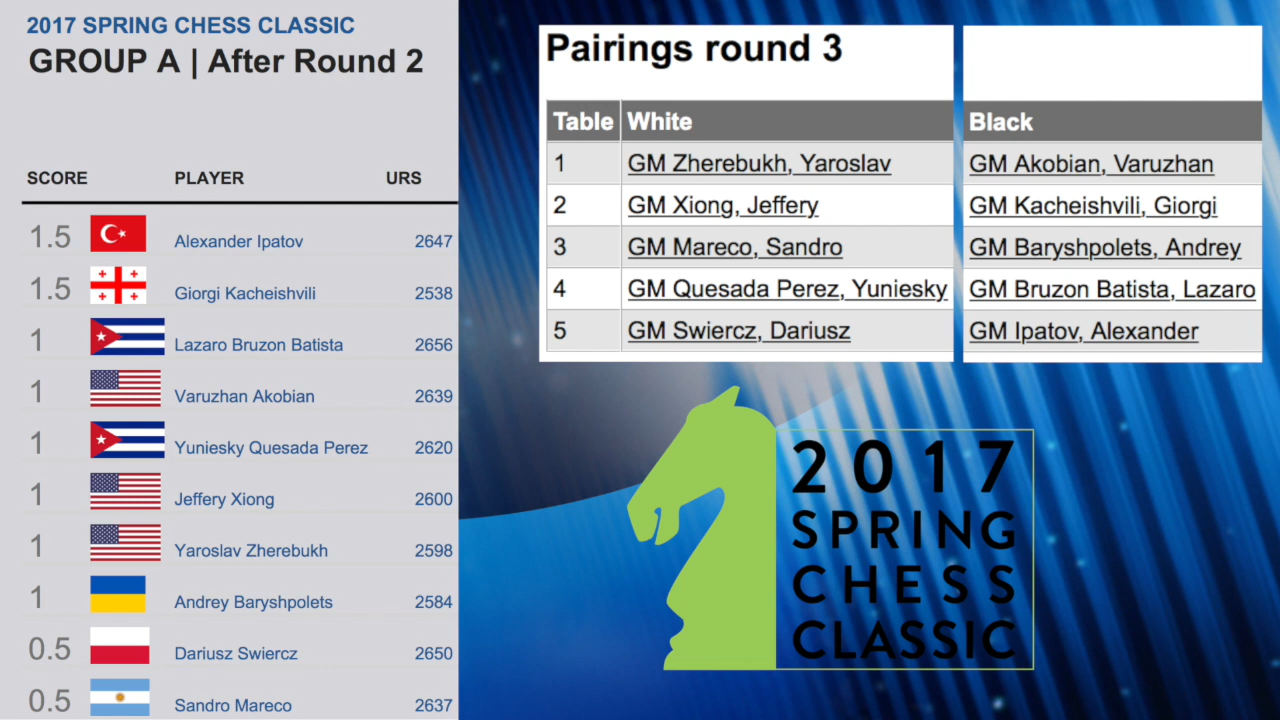 2017 SPRING CHESS CLASSIC
GROUP A | After Round 2
SCORE PLAYER URS
1.5 Alexander Ipatov 2647
1.5 Giorgi Kacheishvili 2538
1 Lazaro Bruzon Batista 2656
1 Varuzhan Akobian 2639
1 Yuniesky Quesada Perez 2620
1 Jeffery Xiong 2600
1 Yaroslav Zherebukh 2598
1 Andrey Baryshpolets 2584
0.5 Dariusz Swiercz 2650
0.5 Sandro Mareco 2637
Pairings round 3
Table White Black
1 GM Zherebukh, Yaroslav GM Akobian, Varuzhan
2 GM Xiong, Jeffery GM Kacheishvili, Giorgi
3 GM Mareco, Sandro GM Baryshpolets, Andrey
4 GM Quesada Perez, Yuniesky GM Bruzon Batista, Lazaro
5 GM Swiercz, Dariusz GM Ipatov, Alexander
2017
SPRING
CHESS
CLASSIC